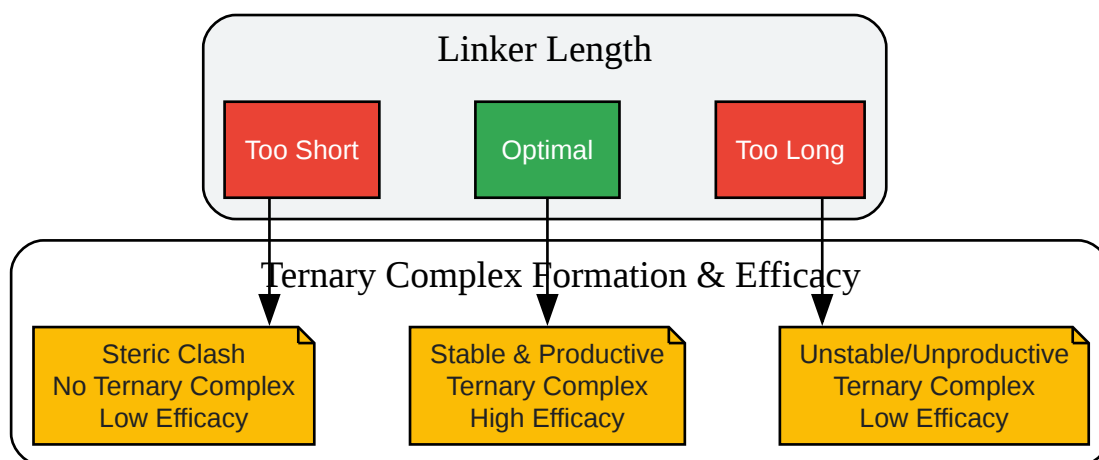 Linker Length
Too Short
Optimal
Too Long
Ternary Complex Formation & Efficacy
Steric Clash
No Ternary Complex
Low Efficacy
Stable & Productive
Ternary Complex
High Efficacy
Unstable/Unproductive
Ternary Complex
Low Efficacy